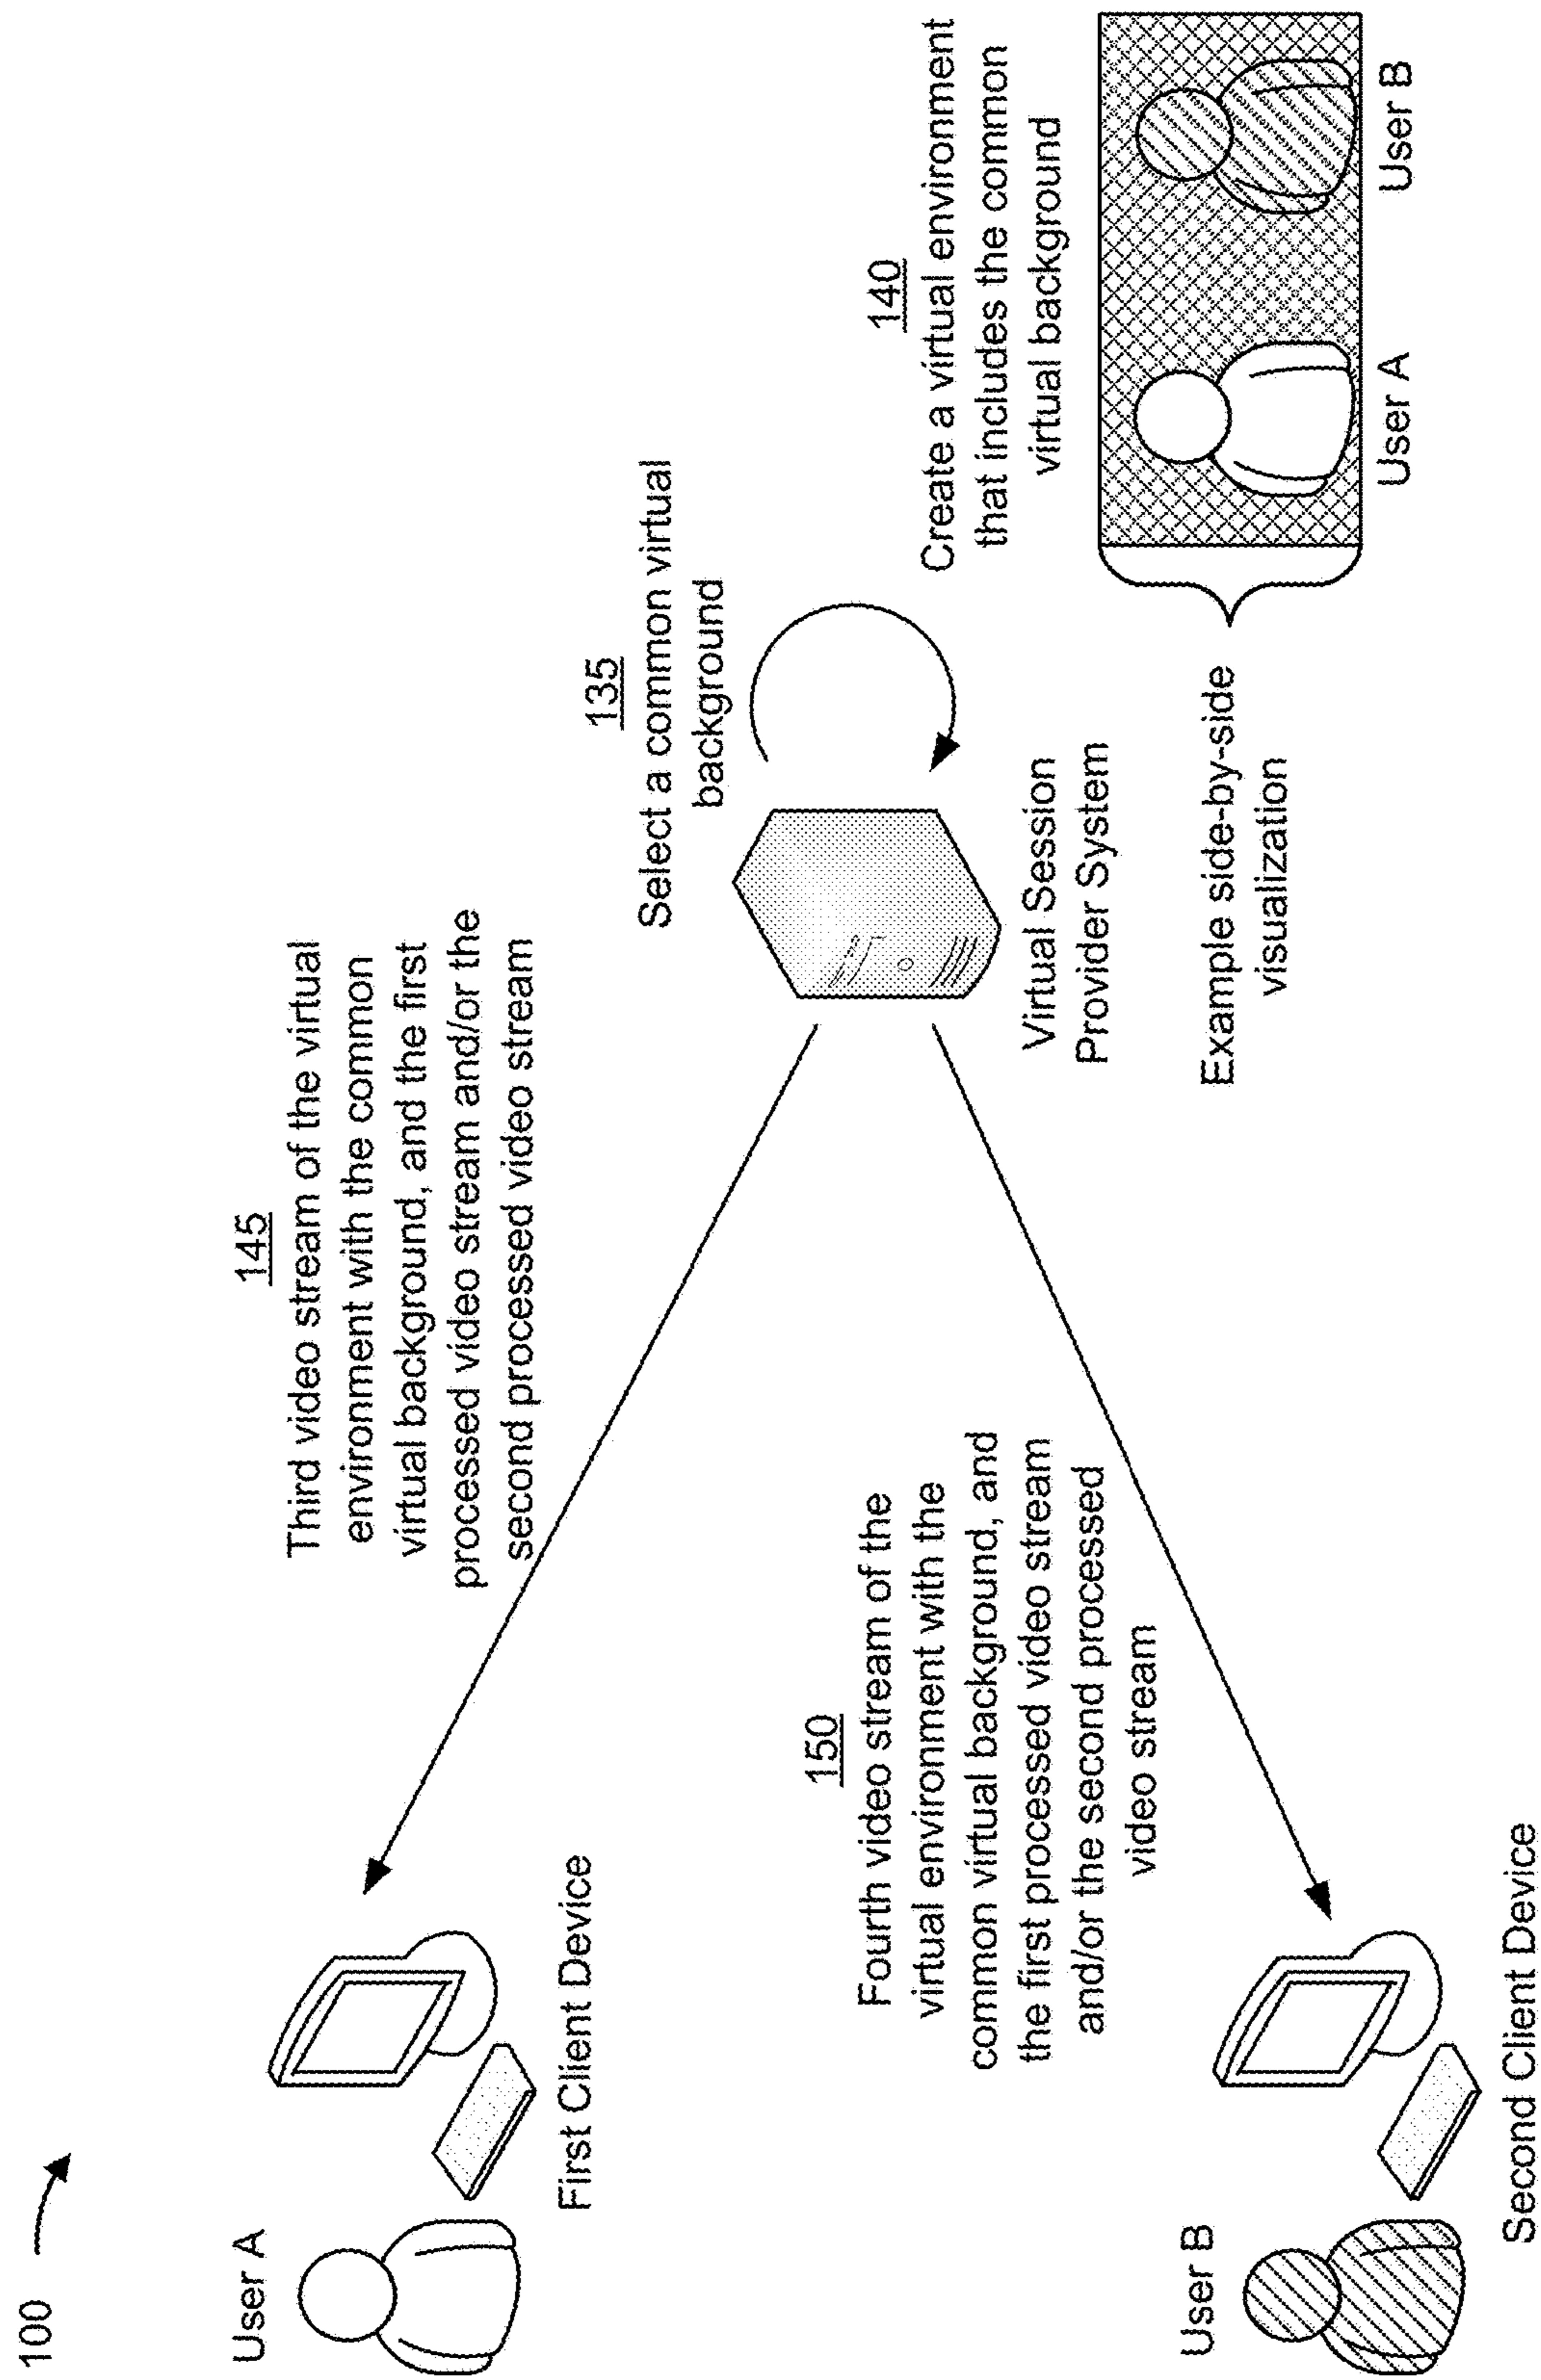 100
User A
First Client Device
145
Third video stream of the virtual
environment with the common
virtual background, and the first
processed video stream and/or the
second processed video stream
135
Select a common virtual
background
Virtual Session
Provider System
140
Create a virtual environment
that includes the common
virtual background
User A
User B
Example side-by-side
visualization
150
Fourth video stream of the
virtual environment with the
common virtual background, and
the first processed video stream
and/or the second processed
video stream
User B
Second Client Device